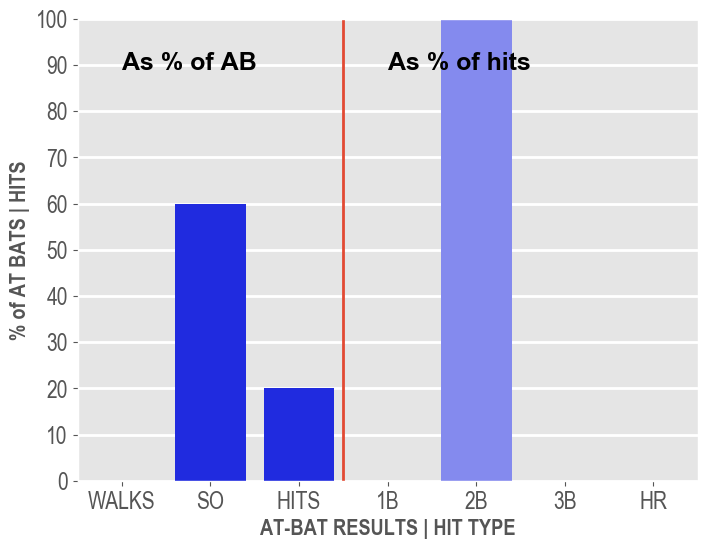 100
90
80
70
60
50
40
30
20
10
0
% of AT BATS | HITS
As % of AB
As % of hits
WALKS SO HITS 1B 2B 3B HR
AT-BAT RESULTS | HIT TYPE